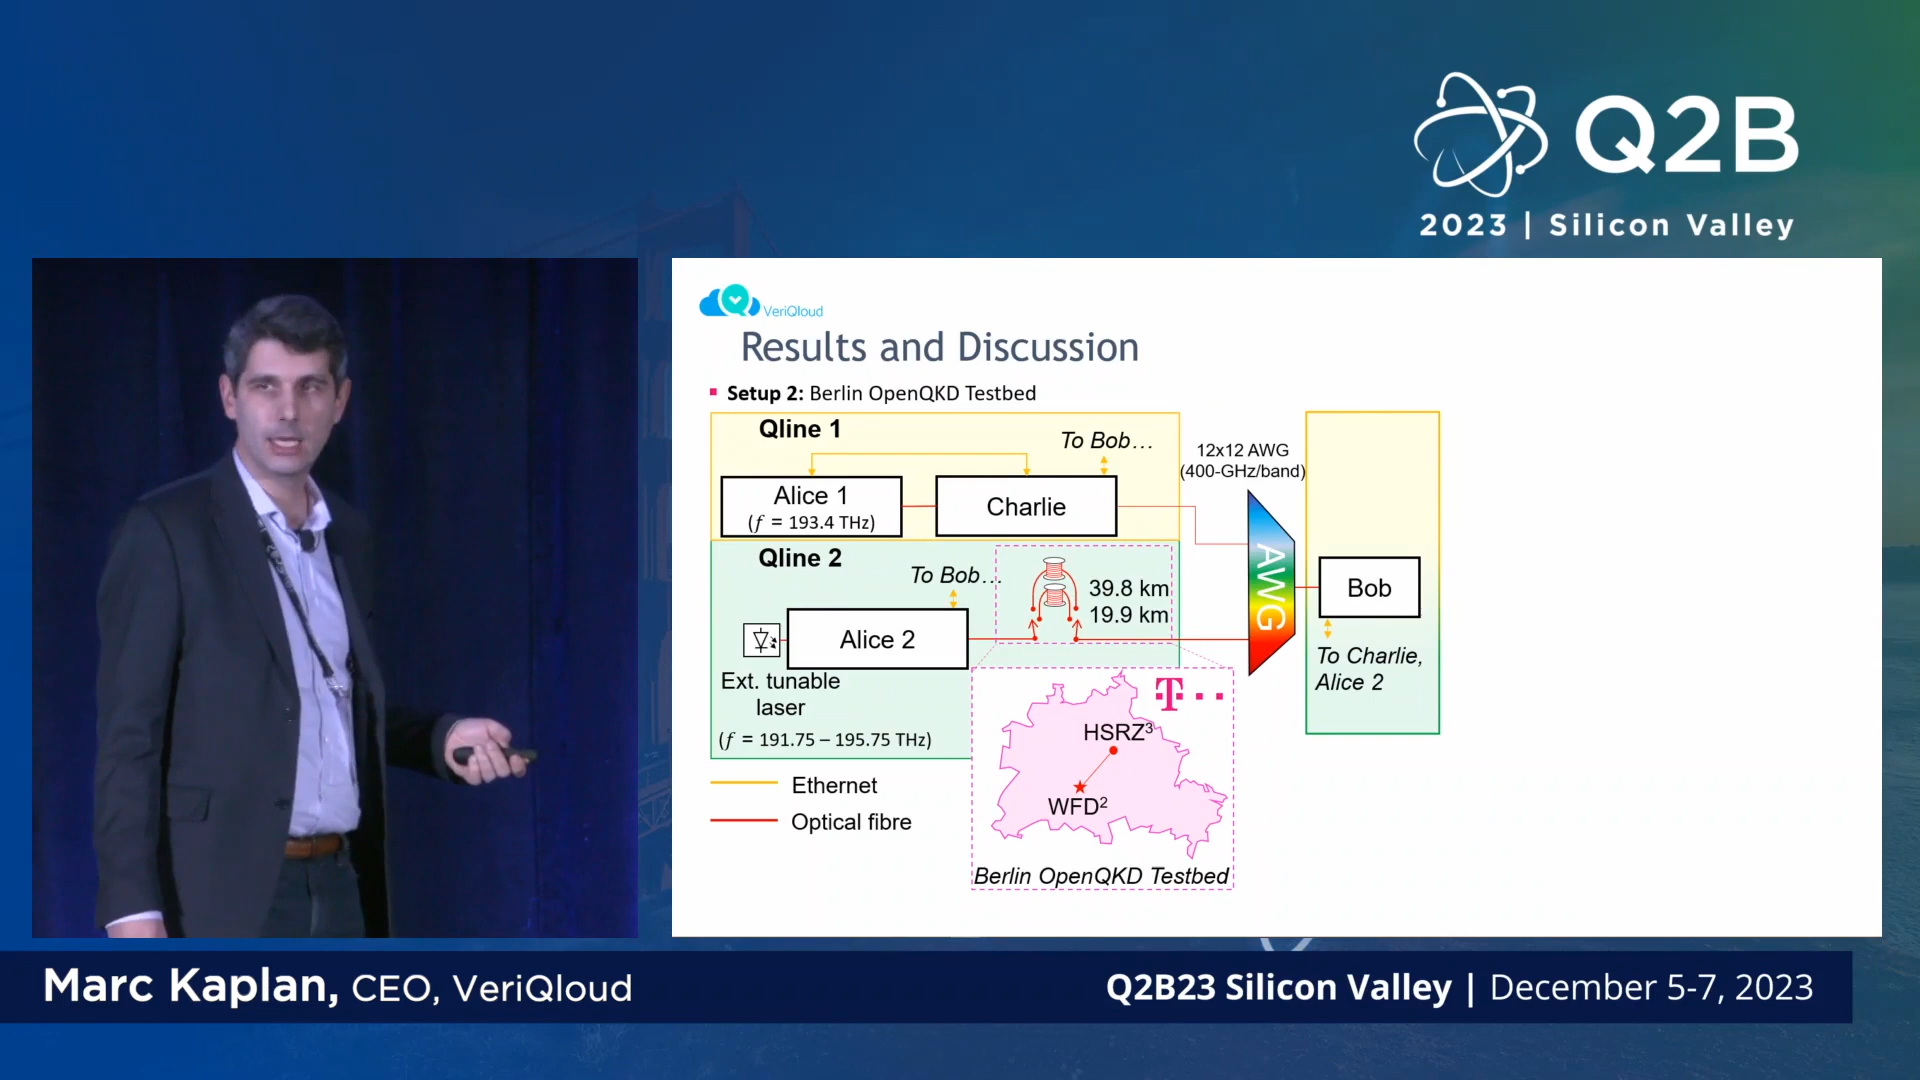 Q2B
2023 | Silicon Valley
VeriQloud
Results and Discussion
Setup 2: Berlin OpenQKD Testbed
Qline 1
To Bob...
12x12 AWG
(400-GHz/band)
Alice 1
(f = 193.4 THz)
Charlie
Qline 2
To Bob...
39.8 km
19.9 km
AWG
Bob
Alice 2
To Charlie,
Alice 2
Ext. tunable
laser
(f = 191.75 – 195.75 THz)
T
HSRZ³
WFD²
Ethernet
Optical fibre
Berlin OpenQKD Testbed
Marc Kaplan, CEO, VeriQloud
Q2B23 Silicon Valley | December 5-7, 2023